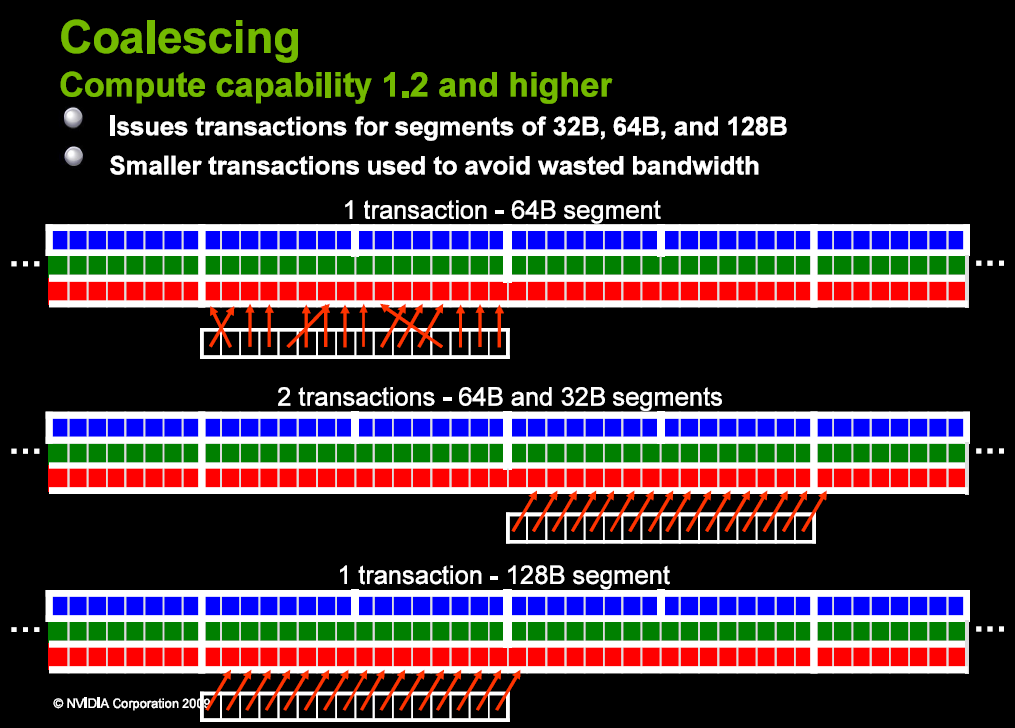 Coalescing
Compute capability 1.2 and higher
Issues transactions for segments of 32B, 64B, and 128B
Smaller transactions used to avoid wasted bandwidth
1 transaction - 64B segment
... ...
2 transactions - 64B and 32B segments
... ...
1 transaction - 128B segment
... ...
© NVIDIA Corporation 2009